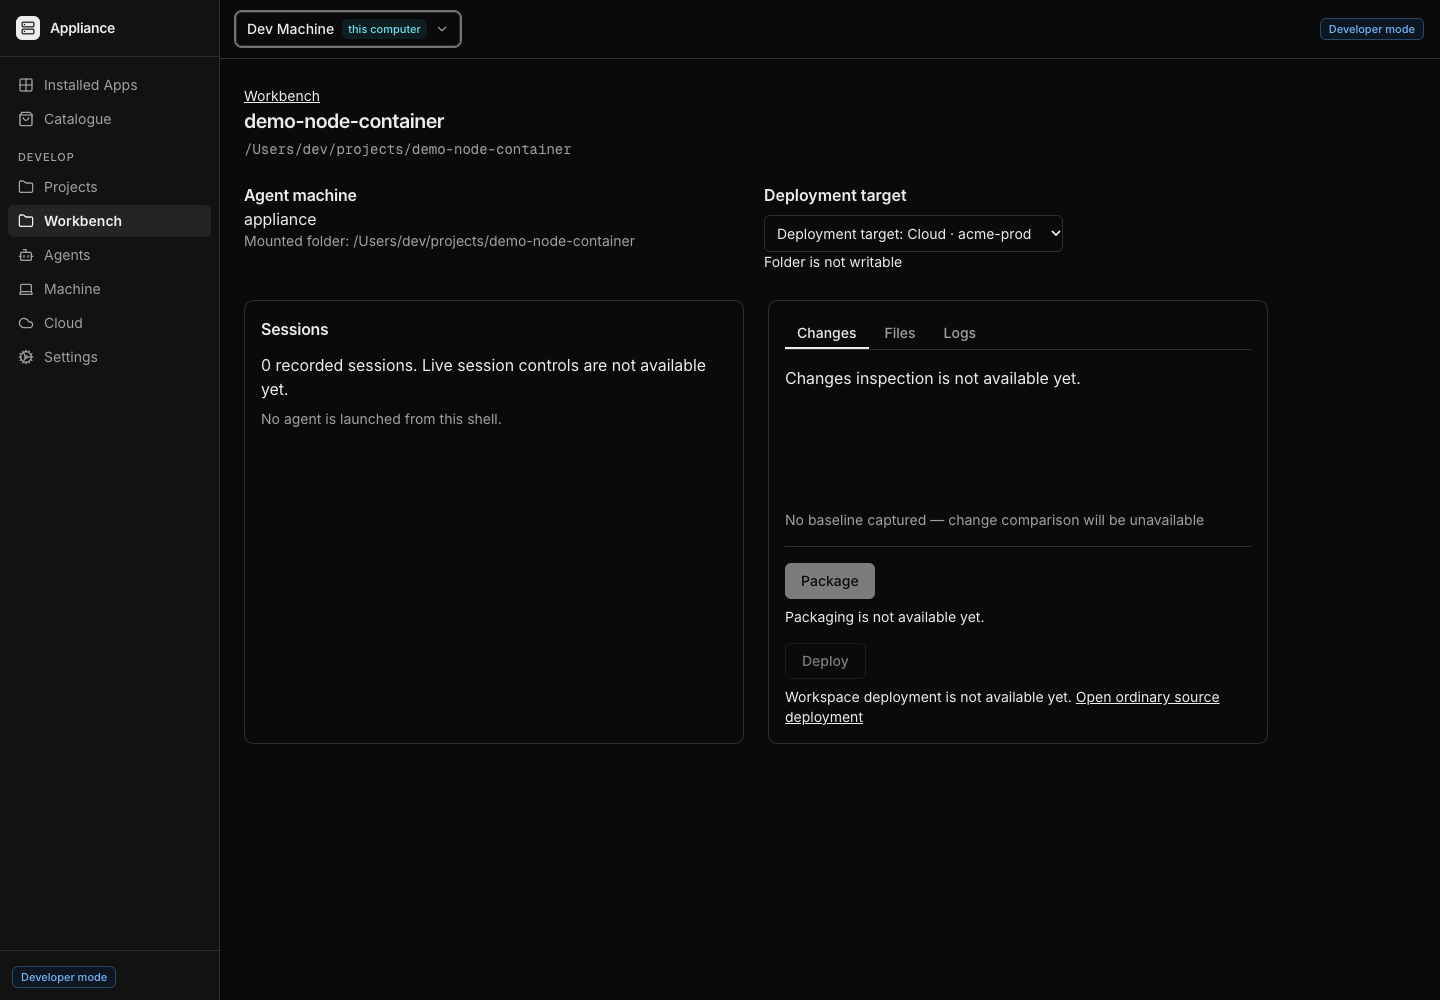 Appliance
Dev Machine this computer
Developer mode
Installed Apps
Catalogue
DEVELOP
Projects
Workbench
Agents
Machine
Cloud
Settings
Developer mode
Workbench
demo-node-container
/Users/dev/projects/demo-node-container
Agent machine
appliance
Mounted folder: /Users/dev/projects/demo-node-container
Deployment target
Deployment target: Cloud · acme-prod
Folder is not writable
Sessions
0 recorded sessions. Live session controls are not available
yet.
No agent is launched from this shell.
Changes Files Logs
Changes inspection is not available yet.
No baseline captured — change comparison will be unavailable
Package
Packaging is not available yet.
Deploy
Workspace deployment is not available yet. Open ordinary source
deployment